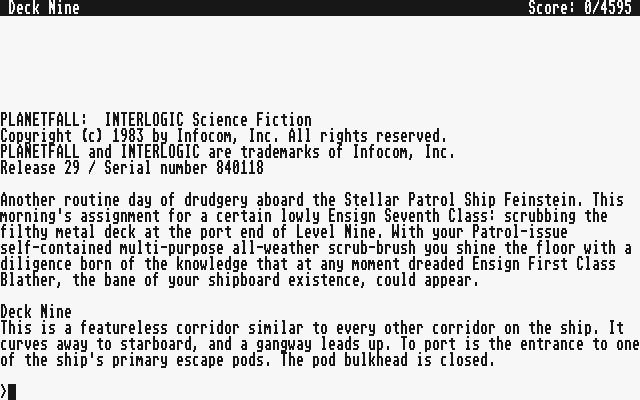 Deck Nine Score: 0/4595
PLANETFALL: INTERLOGIC Science Fiction
Copyright (c) 1983 by Infocom, Inc. All rights reserved.
PLANETFALL and INTERLOGIC are trademarks of Infocom, Inc.
Release 29 / Serial number 840118
Another routine day of drudgery aboard the Stellar Patrol Ship Feinstein. This
morning's assignment for a certain lowly Ensign Seventh Class: scrubbing the
filthy metal deck at the port end of Level Nine. With your Patrol-issue
self-contained multi-purpose all-weather scrub-brush you shine the floor with a
diligence born of the knowledge that at any moment dreaded Ensign First Class
Blather, the bane of your shipboard existence, could appear.
Deck Nine
This is a featureless corridor similar to every other corridor on the ship. It
curves away to starboard, and a gangway leads up. To port is the entrance to one
of the ship's primary escape pods. The pod bulkhead is closed.
>